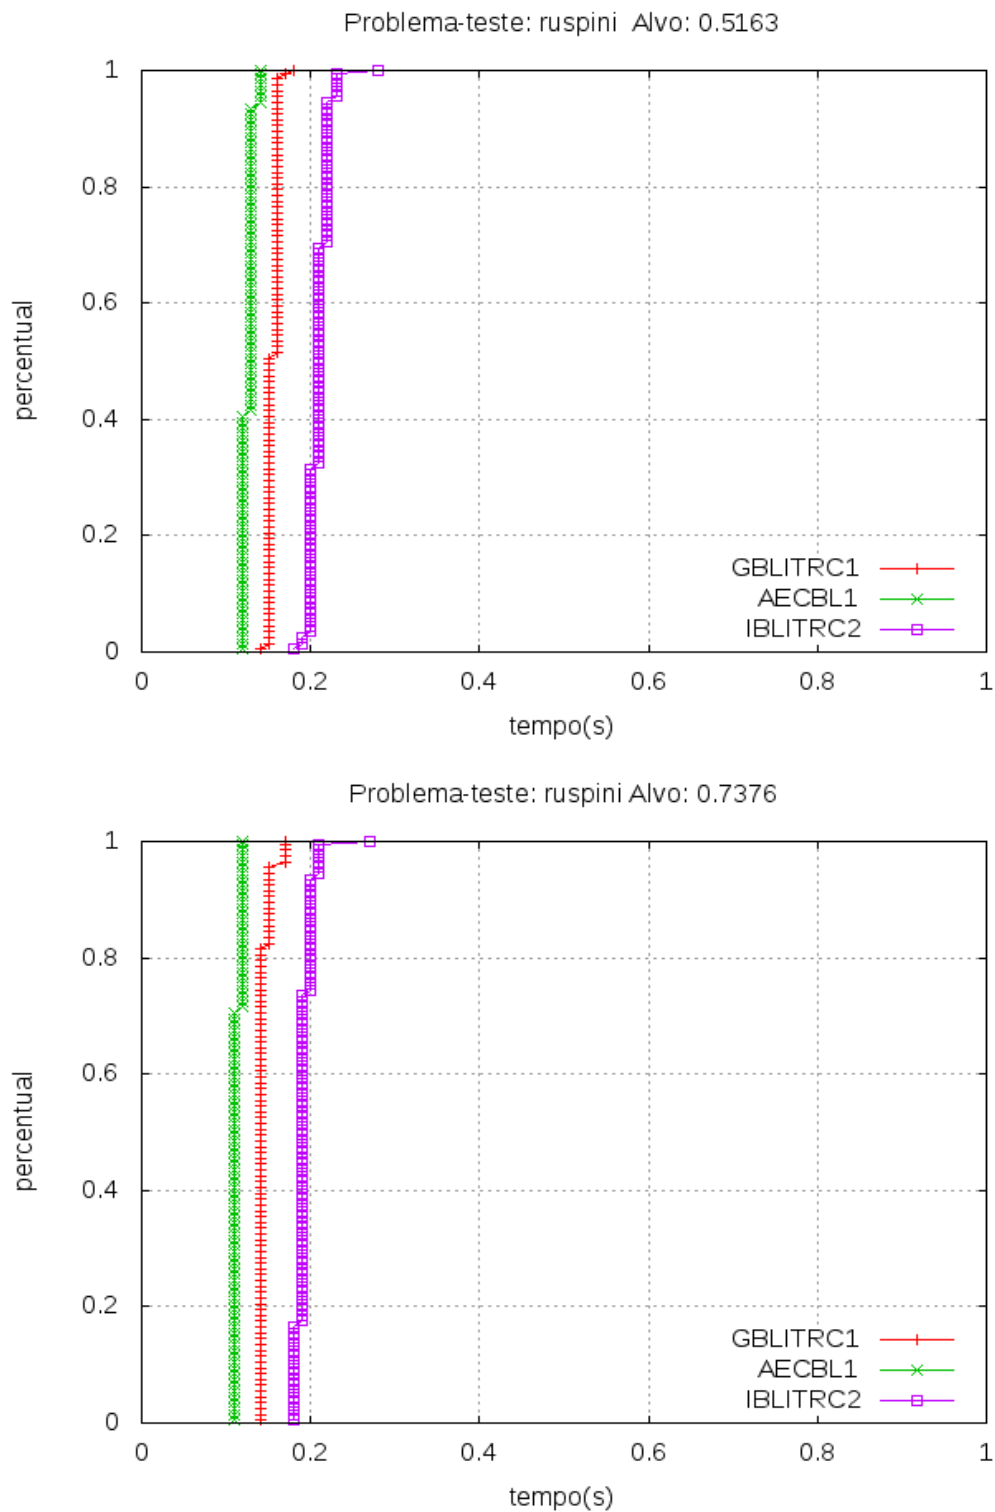 Problema-teste: ruspini  Alvo: 0.5163
1
0.8
0.6
0.4
0.2
0
percentual
GBLITRC1
AECBL1
IBLITRC2
0 0.2 0.4 0.6 0.8 1
tempo(s)
Problema-teste: ruspini Alvo: 0.7376
1
0.8
0.6
0.4
0.2
0
percentual
GBLITRC1
AECBL1
IBLITRC2
0 0.2 0.4 0.6 0.8 1
tempo(s)